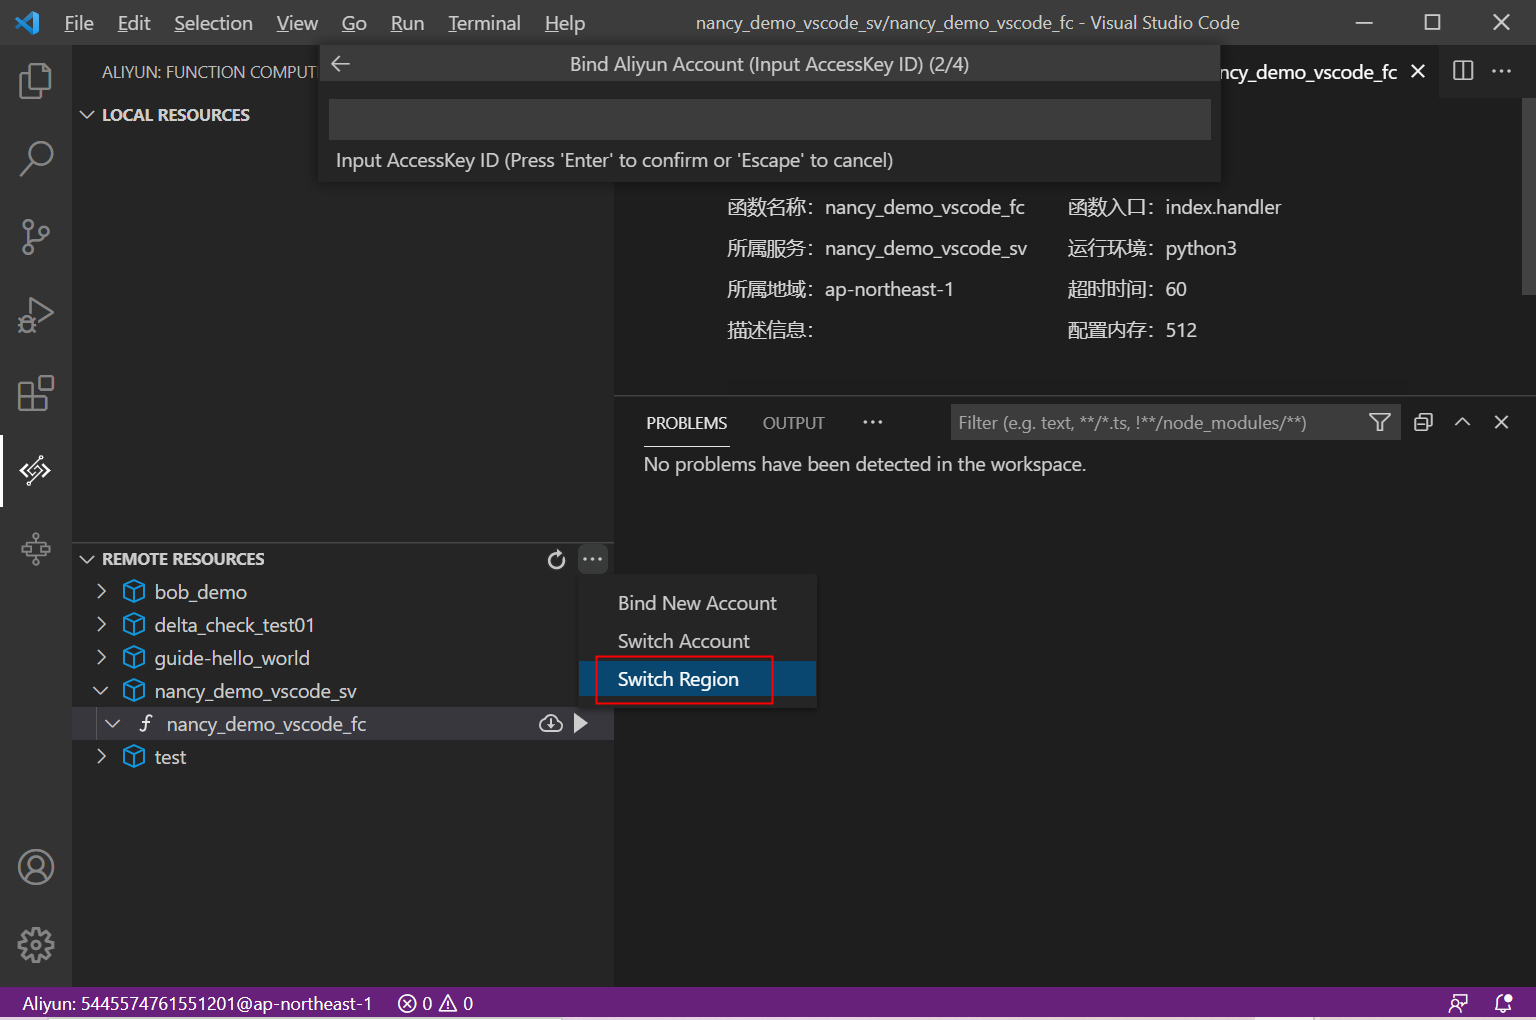 File Edit Selection View Go Run Terminal Help
nancy_demo_vscode_sv/nancy_demo_vscode_fc - Visual Studio Code
ALIYUN: FUNCTION COMPUT
Bind Aliyun Account (Input AccessKey ID) (2/4)
Input AccessKey ID (Press 'Enter' to confirm or 'Escape' to cancel)
ncy_demo_vscode_fc
LOCAL RESOURCES
函数名称： nancy_demo_vscode_fc 函数入口： index.handler
所属服务： nancy_demo_vscode_sv 运行环境： python3
所属地域： ap-northeast-1 超时时间： 60
描述信息： 配置内存： 512
PROBLEMS OUTPUT ···
Filter (e.g. text, **/*.ts, !**/node_modules/**)
No problems have been detected in the workspace.
REMOTE RESOURCES
bob_demo
delta_check_test01
guide-hello_world
nancy_demo_vscode_sv
nancy_demo_vscode_fc
test
Bind New Account
Switch Account
Switch Region
Aliyun: 5445574761551201@ap-northeast-1 0 0